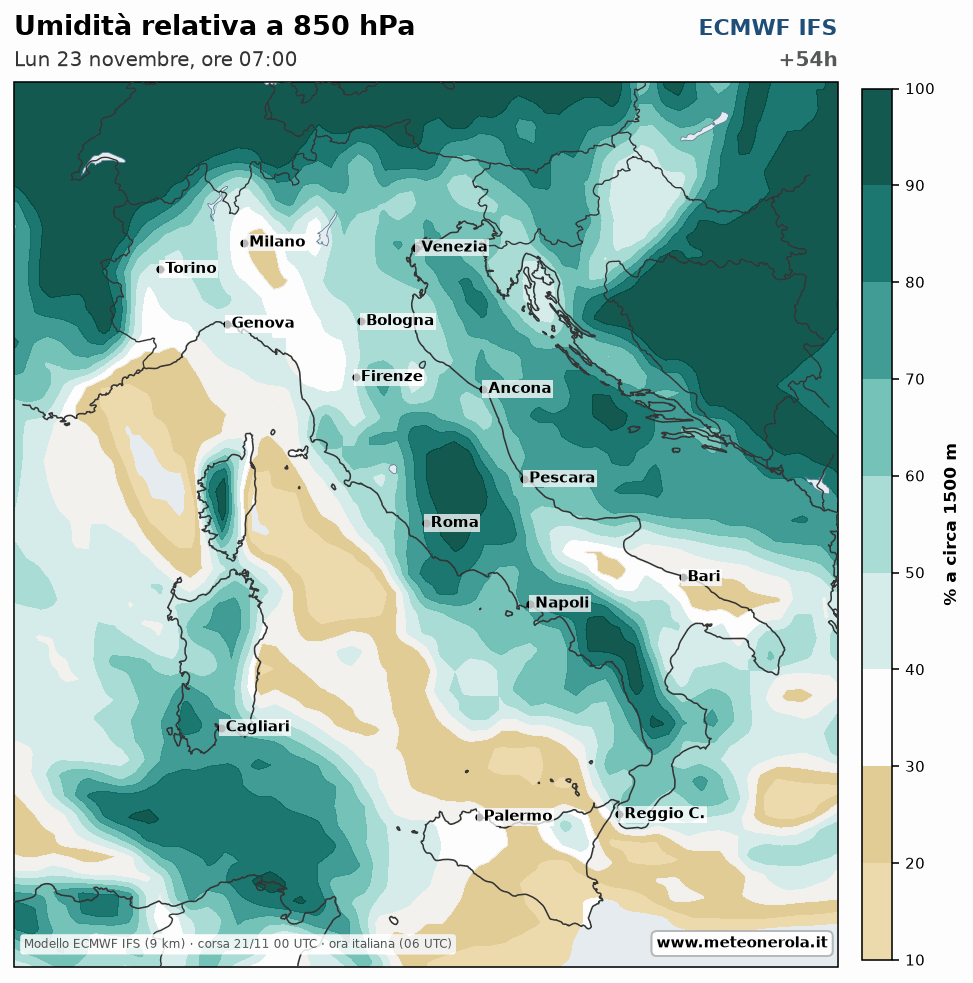 Umidità relativa a 850 hPa
ECMWF IFS
Lun 23 novembre, ore 07:00
+54h
100
90
80
70
60
50
40
30
20
10
% a circa 1500 m
Milano
Venezia
Torino
Genova
Bologna
Firenze
Ancona
Pescara
Roma
Bari
Napoli
Cagliari
Palermo
Reggio C.
Modello ECMWF IFS (9 km) · corsa 21/11 00 UTC · ora italiana (06 UTC)
www.meteonerola.it